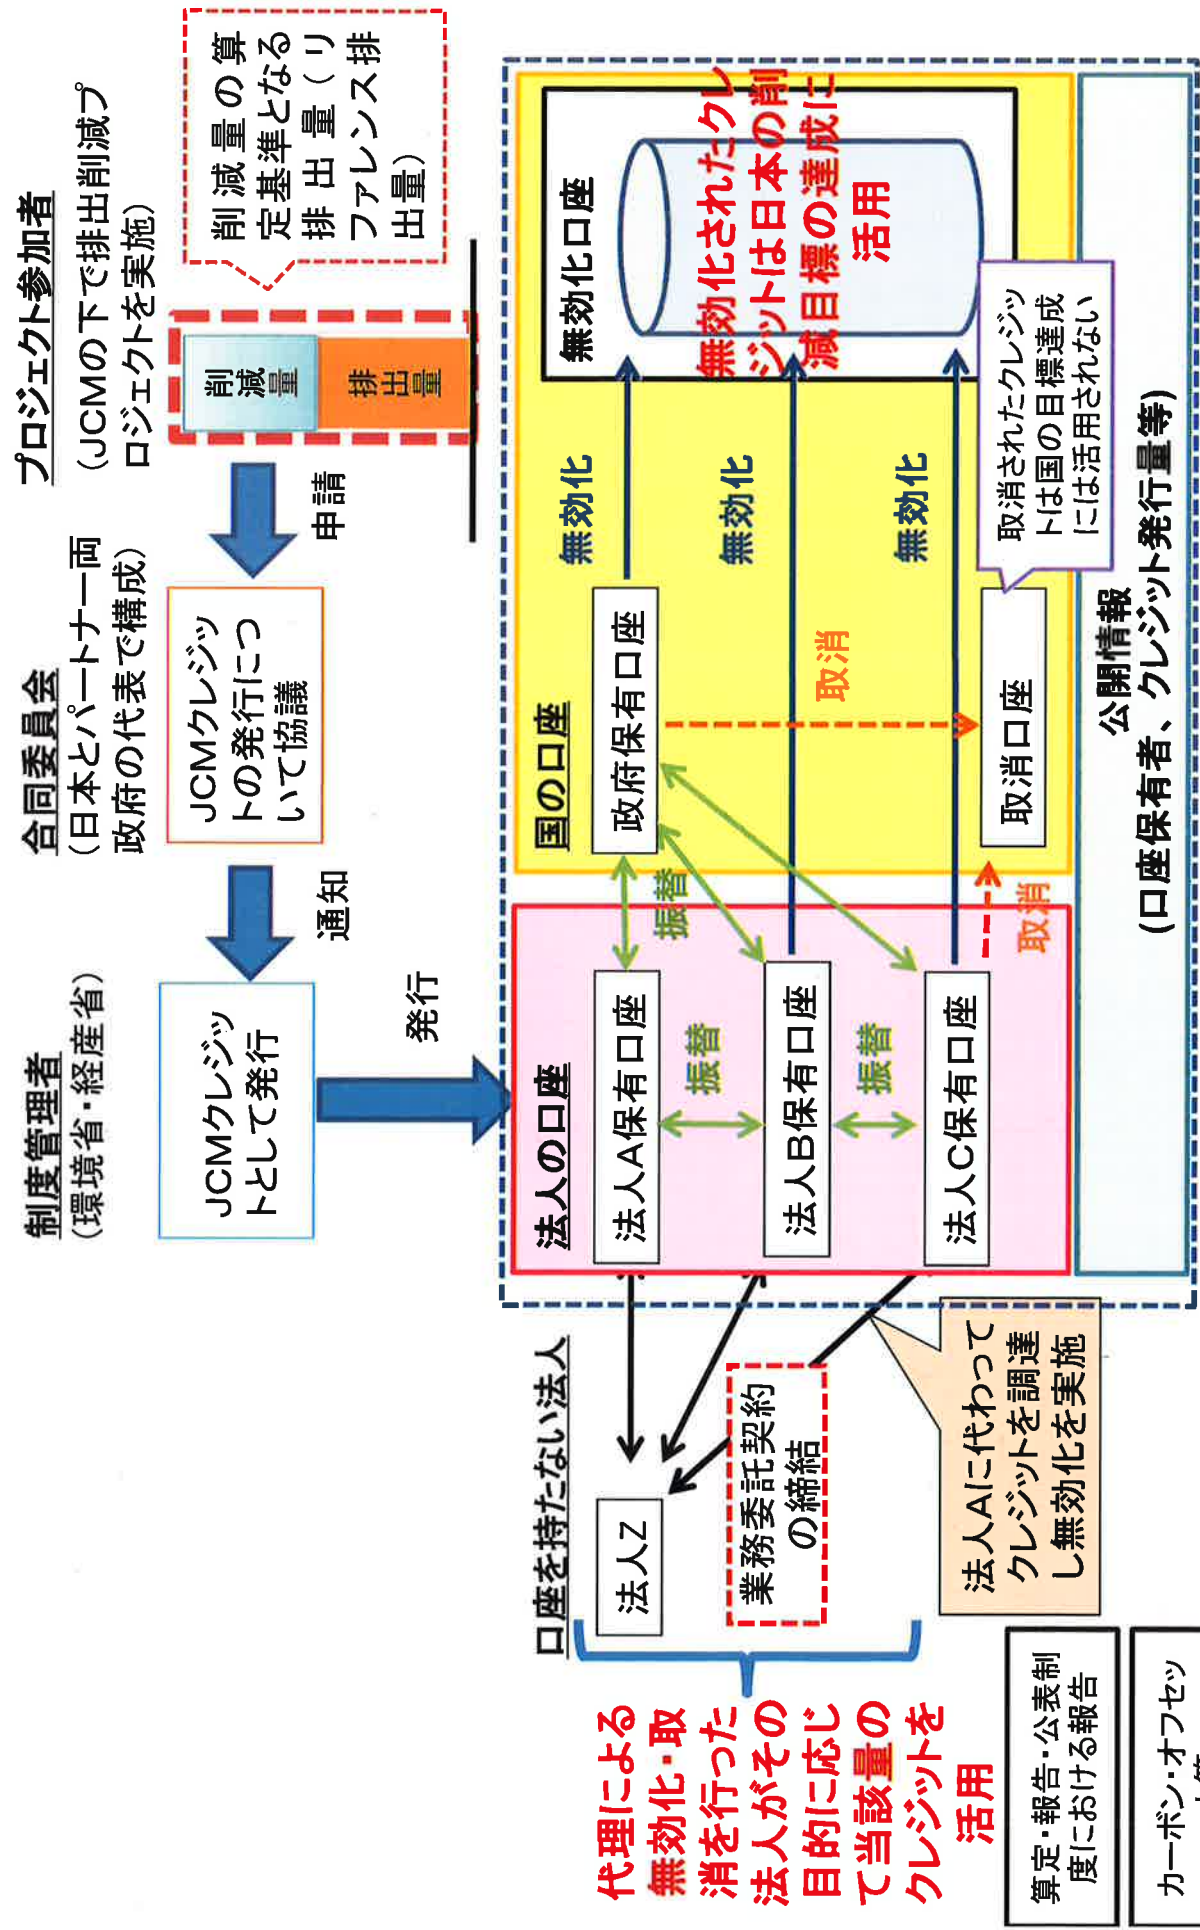 制度管理者
(環境省・経産省)
合同委員会
(日本とパートナー両
政府の代表で構成)
プロジェクト参加者
(JCMの下で排出削減プ
ロジェクトを実施)
JCMクレジッ
トとして発行
通知
JCMクレジッ
トの発行につ
いて協議
申請
削減量
排出量
削減量の算
定基準となる
排出量(リ
ファレンス排
出量)
発行
口座を持たない法人
法人Z
業務委託契約
の締結
法人Aに代わって
クレジットを調達
し無効化を実施
代理による
無効化・取
消を行った
法人がその
目的に応じ
て当該量の
クレジットを
活用
算定・報告・公表制
度における報告
カーボン・オフセッ
法人の口座
法人A保有口座
振替
法人B保有口座
振替
法人C保有口座
振替
取消
国の口座
政府保有口座
取消
取消口座
無効化
無効化
無効化
無効化口座
無効化されたクレ
ジットは日本の削
減目標の達成に
活用
取消されたクレジッ
トは国の目標達成
には活用されない
公開情報
(口座保有者、クレジット発行量等)